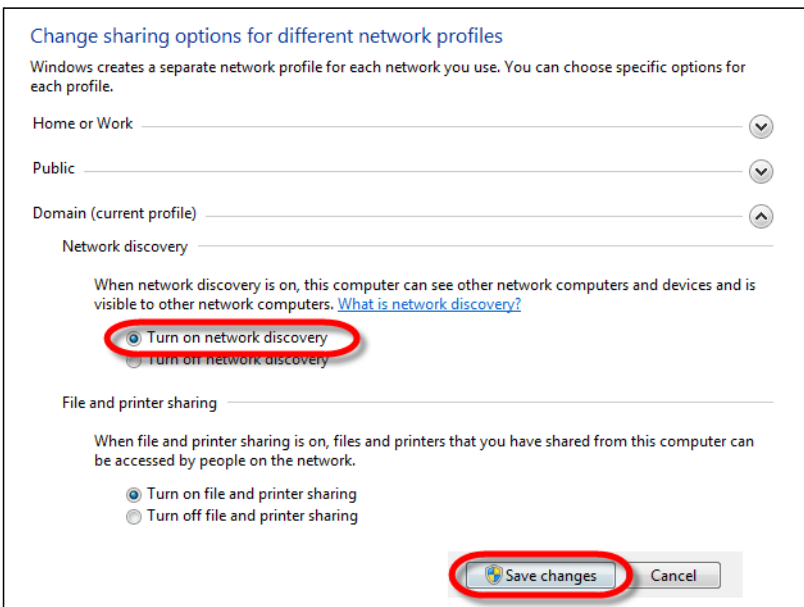 Change sharing options for different network profiles
Windows creates a separate network profile for each network you use. You can choose specific options for
each profile.
Home or Work
Public
Domain (current profile)
Network discovery
When network discovery is on, this computer can see other network computers and devices and is
visible to other network computers. What is network discovery?
Turn on network discovery
Turn off network discovery
File and printer sharing
When file and printer sharing is on, files and printers that you have shared from this computer can
be accessed by people on the network.
Turn on file and printer sharing
Turn off file and printer sharing
Save changes Cancel